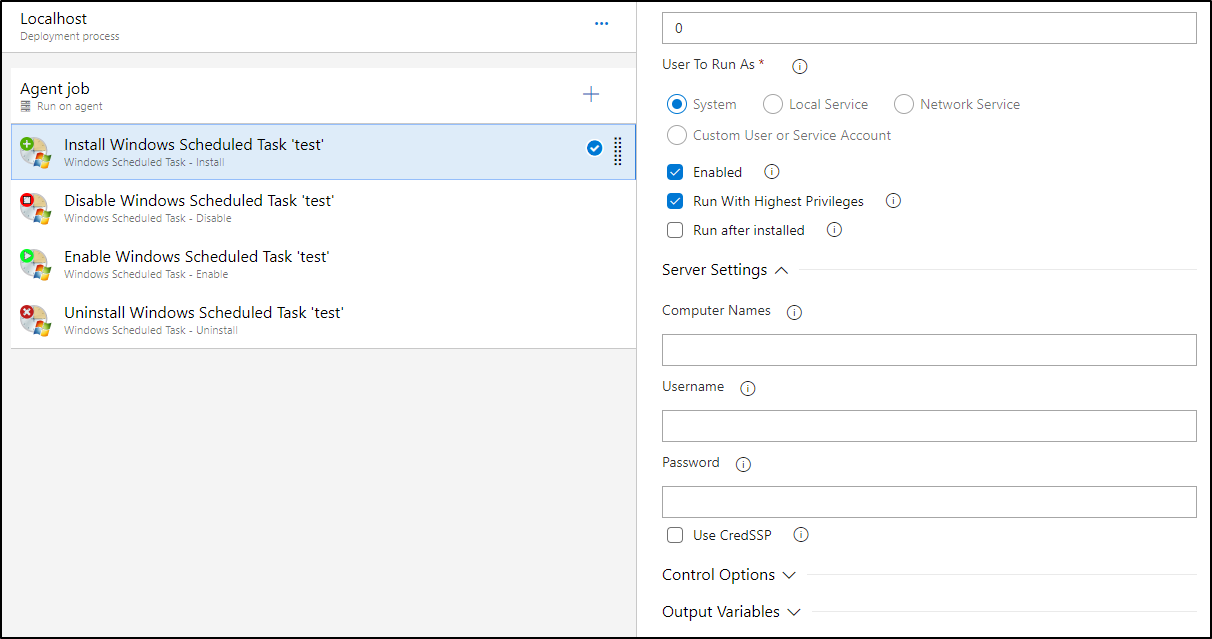 Localhost
...
Deployment process
Agent job
Run on agent
Install Windows Scheduled Task 'test'
Windows Scheduled Task - Install
Disable Windows Scheduled Task 'test'
Windows Scheduled Task - Disable
Enable Windows Scheduled Task 'test'
Windows Scheduled Task - Enable
Uninstall Windows Scheduled Task 'test'
Windows Scheduled Task - Uninstall
0
User To Run As *
System Local Service Network Service
Custom User or Service Account
Enabled
Run With Highest Privileges
Run after installed
Server Settings
Computer Names
Username
Password
Use CredSSP
Control Options
Output Variables